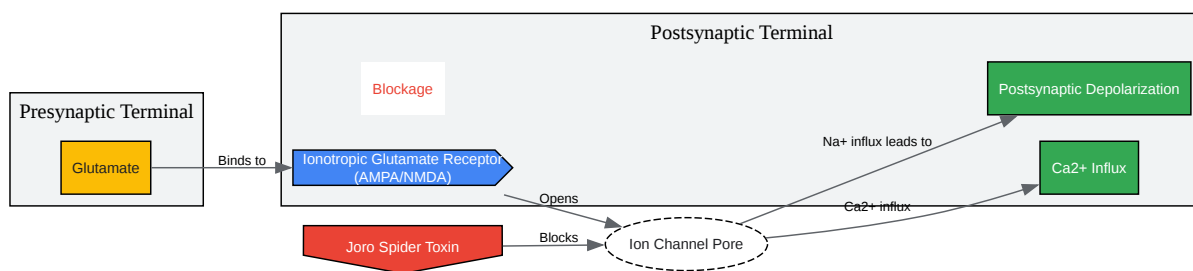 Postsynaptic Terminal
Blockage
Postsynaptic Depolarization
Presynaptic Terminal
Na+ influx leads to
Glutamate
Binds to
Ionotropic Glutamate Receptor
(AMPA/NMDA)
Ca2+ Influx
Opens
Ca2+ influx
Joro Spider Toxin
Blocks
Ion Channel Pore